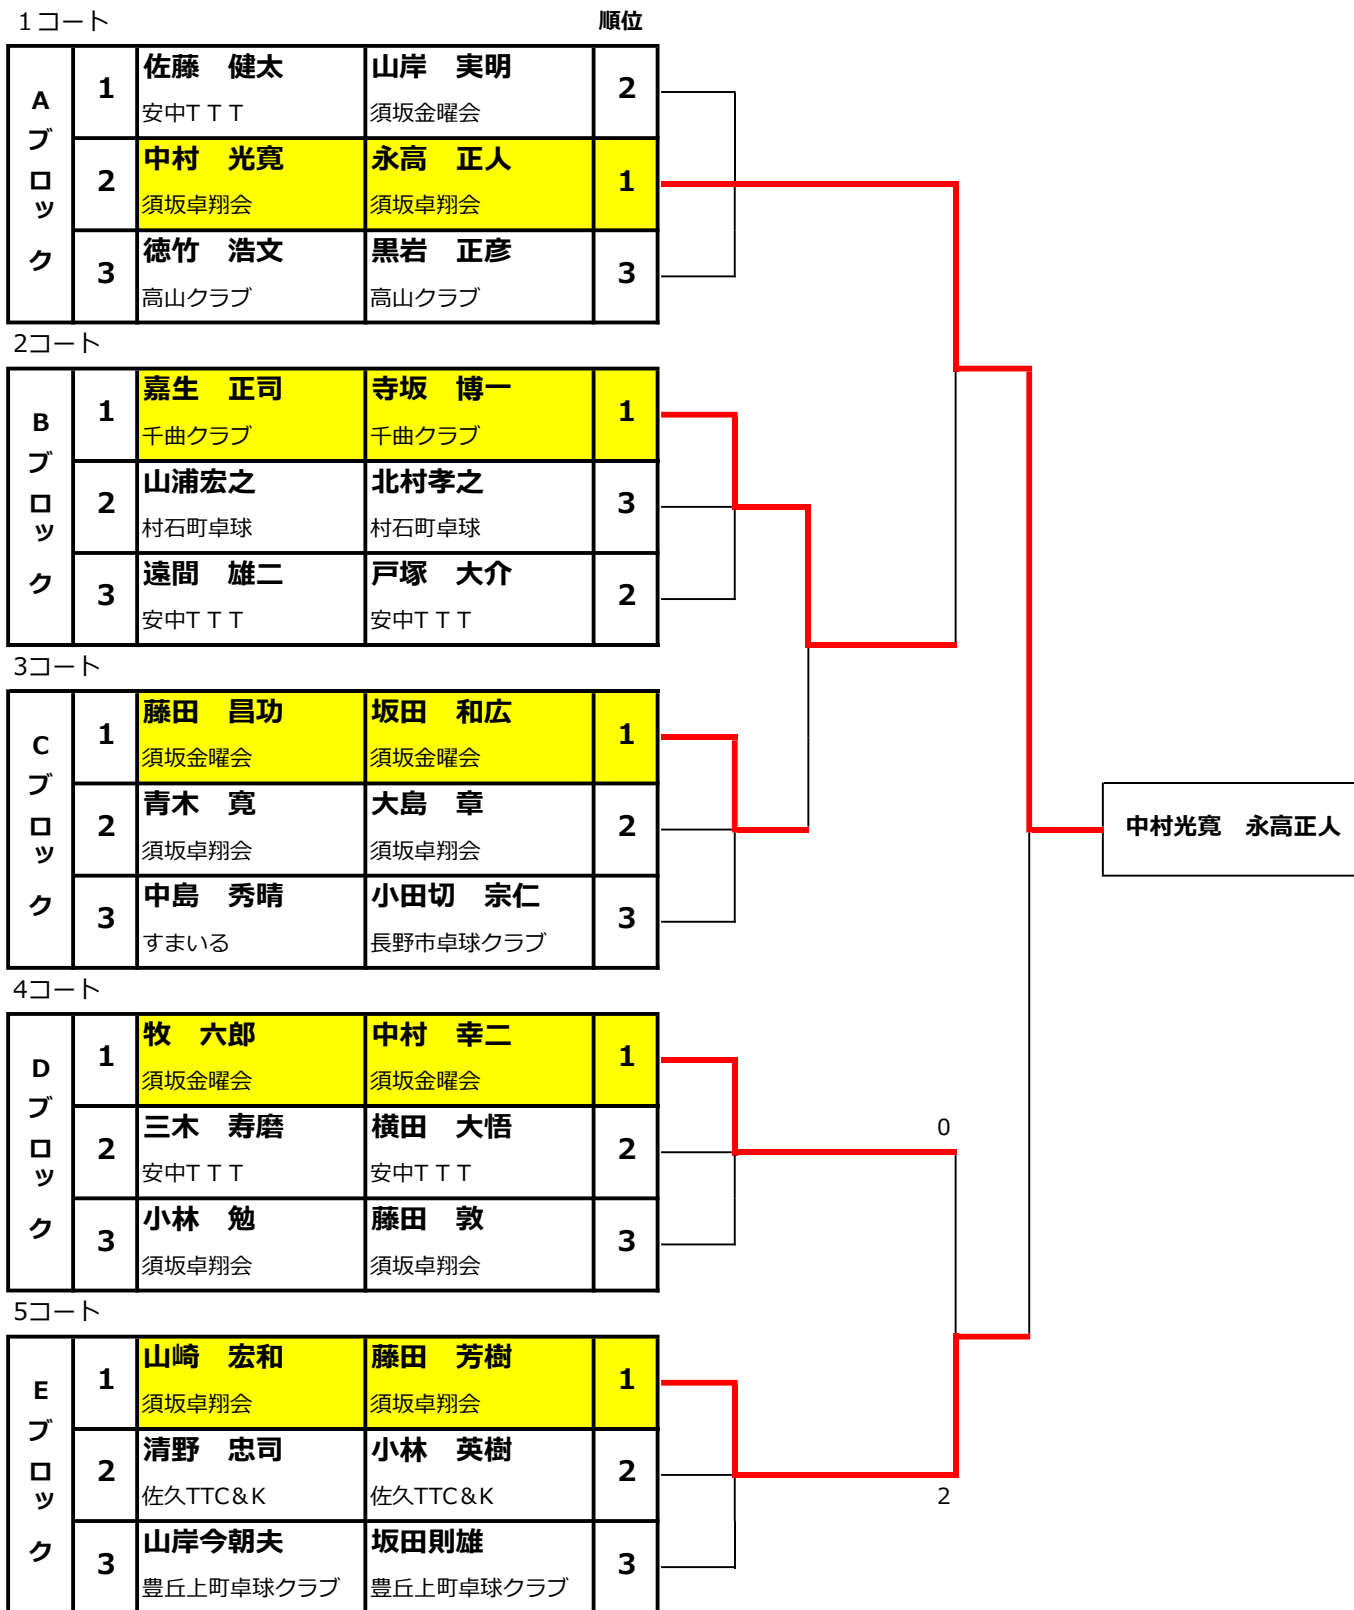 1コート 順位
Aブロック
1 佐藤　健太 山岸　実明 2
安中ＴＴＴ 須坂金曜会
2 中村　光寛 永高　正人 1
須坂卓翔会 須坂卓翔会
3 徳竹　浩文 黒岩　正彦 3
高山クラブ 高山クラブ
2コート
Bブロック
1 嘉生　正司 寺坂　博一 1
千曲クラブ 千曲クラブ
2 山浦宏之 北村孝之 3
村石町卓球 村石町卓球
3 遠間　雄二 戸塚　大介 2
安中ＴＴＴ 安中ＴＴＴ
3コート
Cブロック
1 藤田　昌功 坂田　和広 1
須坂金曜会 須坂金曜会
2 青木　寛 大島　章 2
須坂卓翔会 須坂卓翔会
中村光寛　永高正人
3 中島　秀晴 小田切　宗仁 3
すまいる 長野市卓球クラブ
4コート
Dブロック
1 牧　六郎 中村　幸二 1
須坂金曜会 須坂金曜会
2 三木　寿磨 横田　大悟 2
0
安中ＴＴＴ 安中ＴＴＴ
3 小林　勉 藤田　敦 3
須坂卓翔会 須坂卓翔会
5コート
Eブロック
1 山崎　宏和 藤田　芳樹 1
須坂卓翔会 須坂卓翔会
2 清野　忠司 小林　英樹 2
佐久TTC&K 佐久TTC&K
2
3 山岸今朝夫 坂田則雄 3
豊丘上町卓球クラブ 豊丘上町卓球クラブ